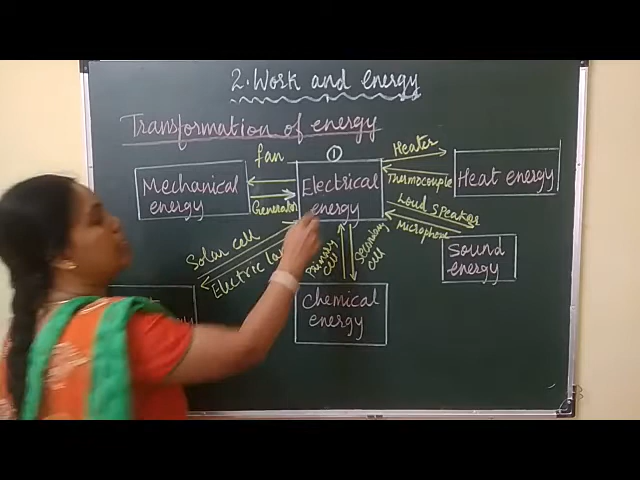 2. Work and energy
Transformation of energy
fan
①
Heater
Mechanical
energy
Electrical
energy
Thermocouple
Heat energy
Generator
Loud Speaker
Microphone
Solar cell
Electric
Primary
cell
Secondary
cell
Sound
energy
Chemical
energy